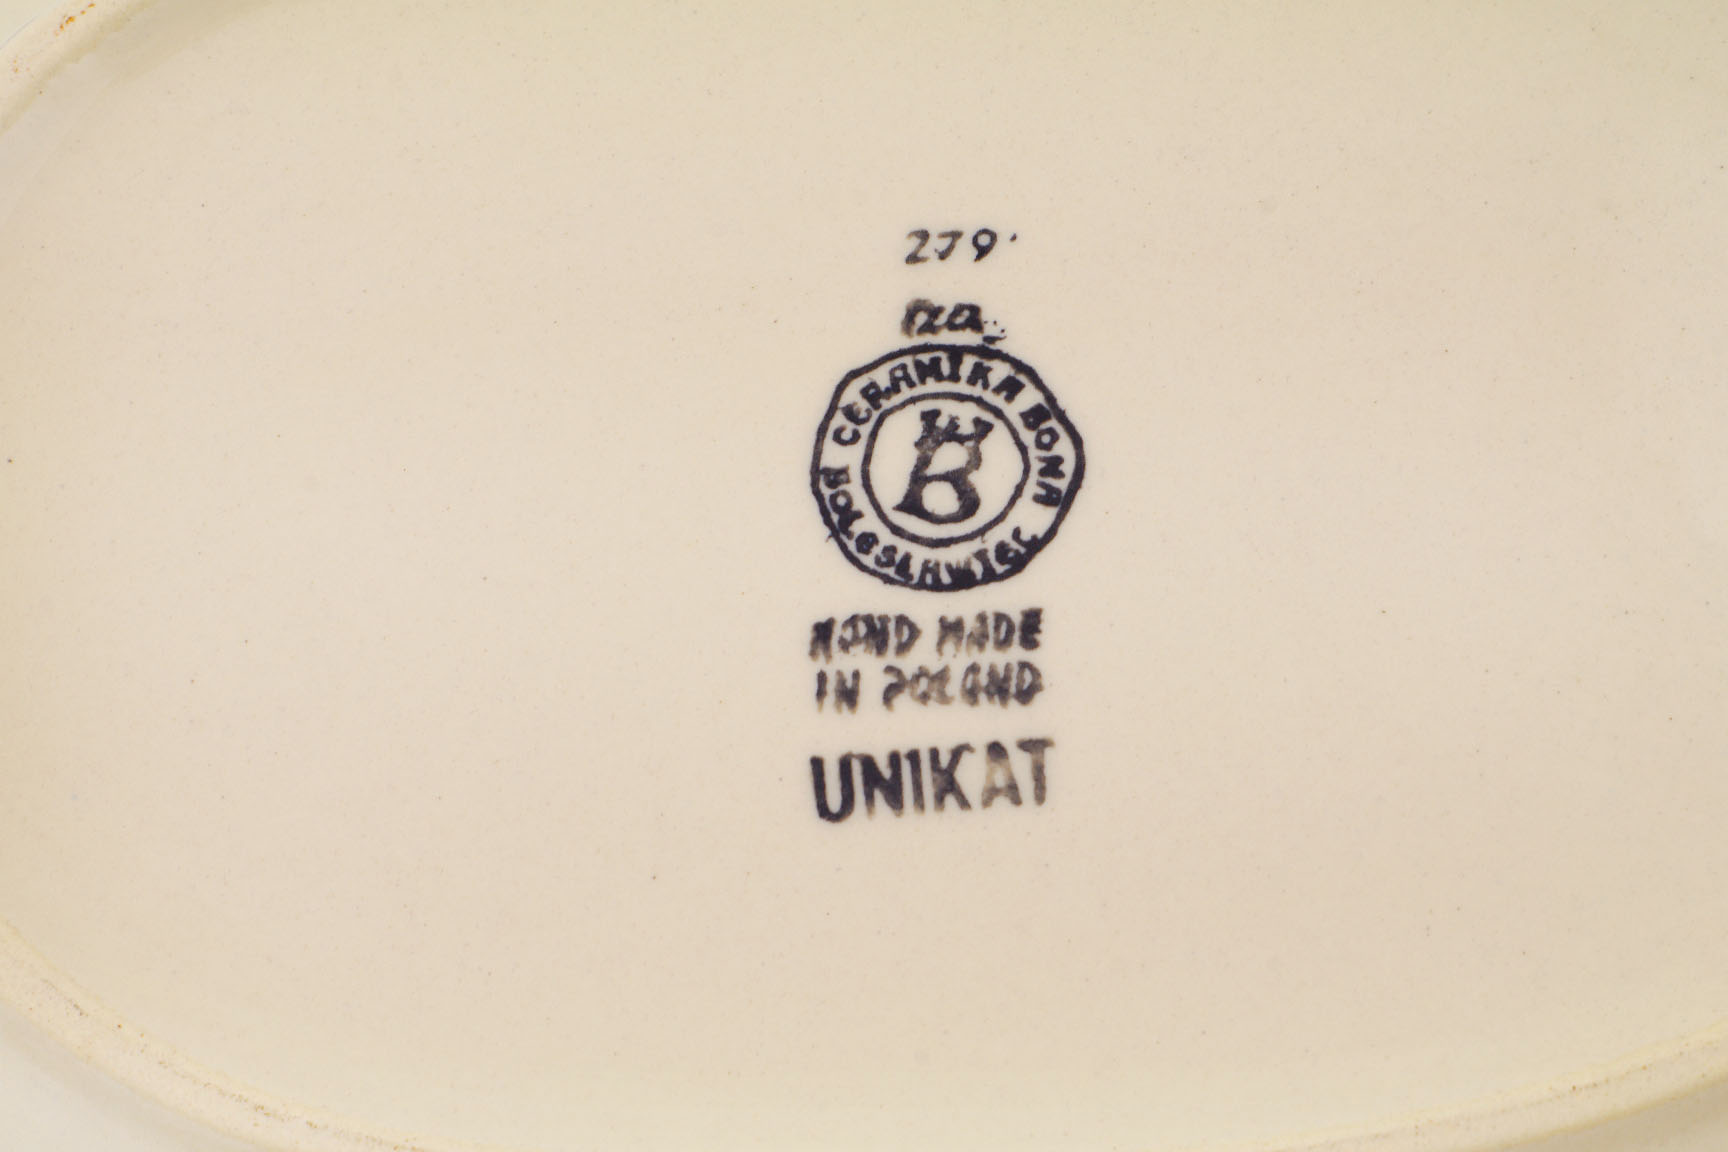 279
CERAMIKA BONA
BOLESLAWIEC
B
HAND MADE
IN POLAND
UNIKAT